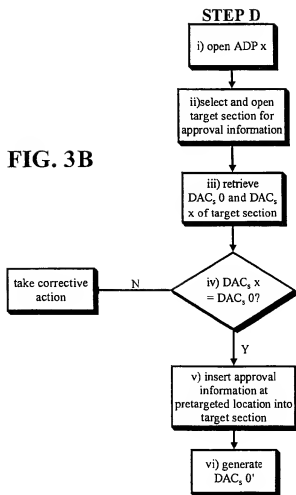 STEP D
i) open ADP x
ii)select and open
target section for
approval information
FIG. 3B
iii) retrieve
DACs 0 and DACs
x of target section
take corrective
action
N
iv) DACs x
= DACs 0?
Y
v) insert approval
information at
pretargeted location into
target section
vi) generate
DACs 0'